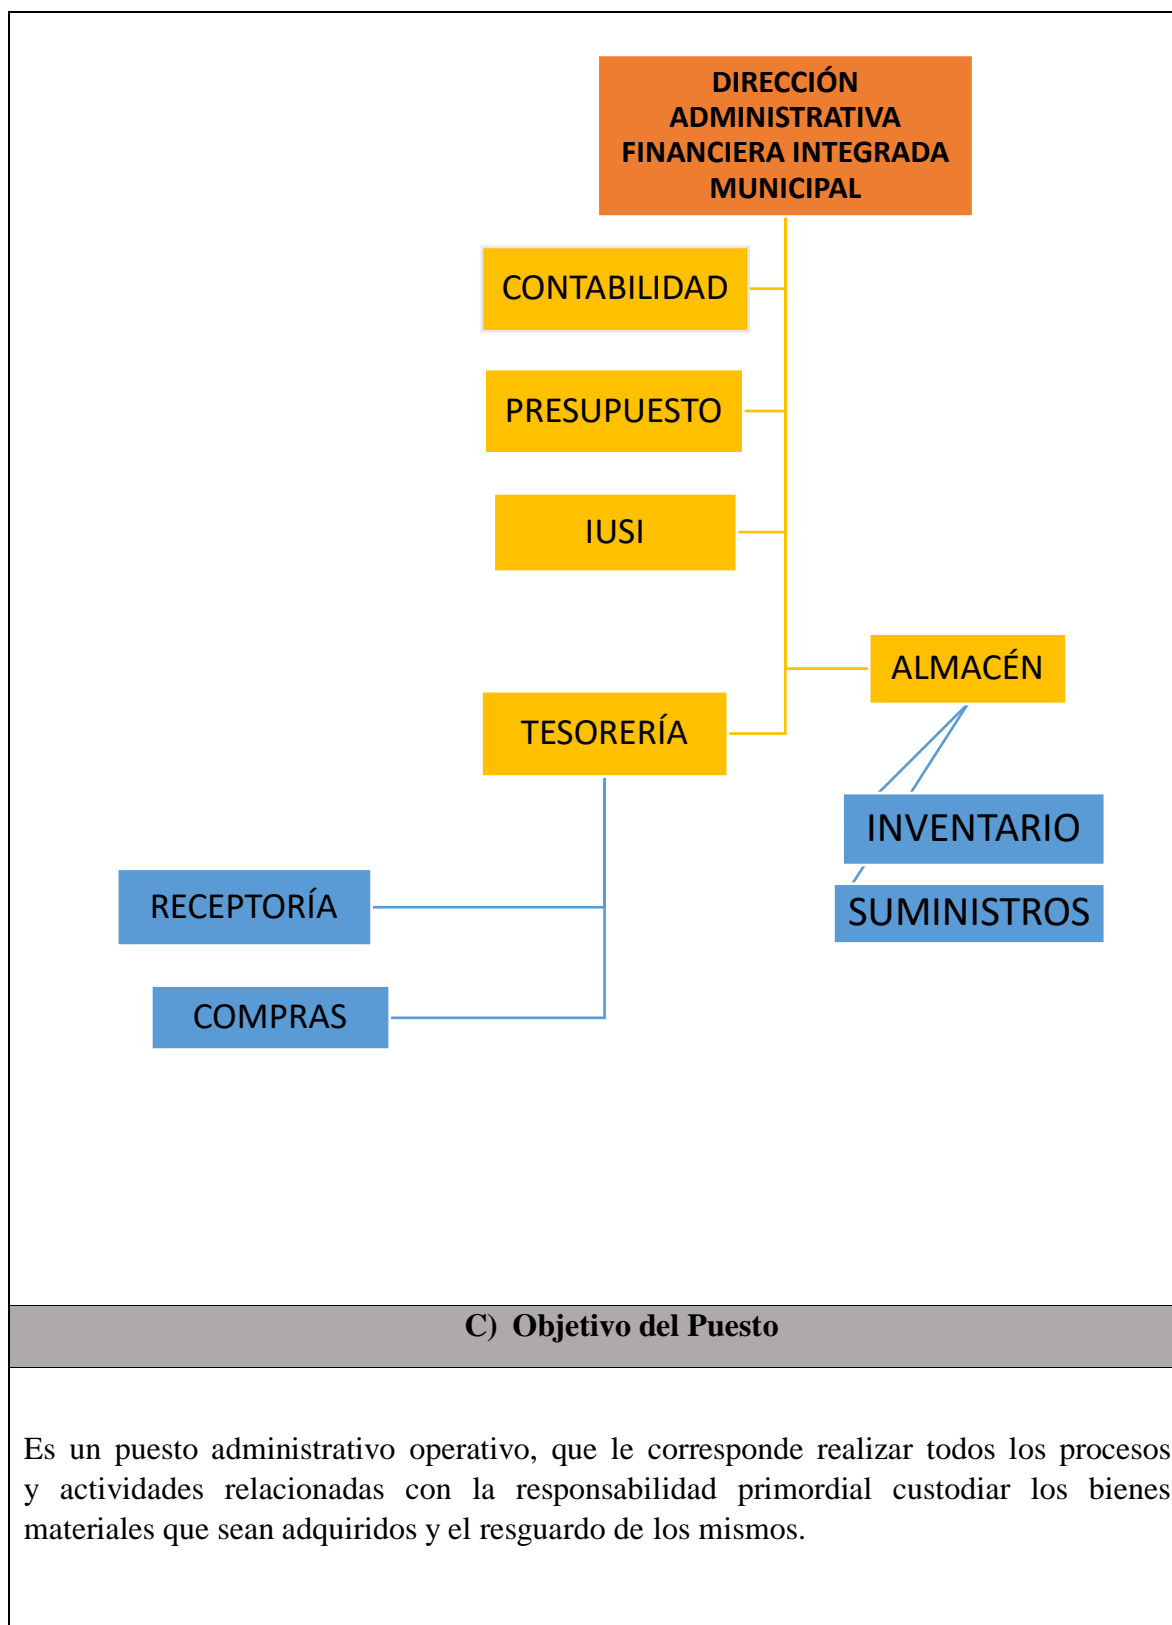 DIRECCIÓN
ADMINISTRATIVA
FINANCIERA INTEGRADA
MUNICIPAL
CONTABILIDAD
PRESUPUESTO
IUSI
ALMACÉN
TESORERÍA
INVENTARIO
RECEPTORÍA
SUMINISTROS
COMPRAS
C) Objetivo del Puesto
Es un puesto administrativo operativo, que le corresponde realizar todos los procesos
y actividades relacionadas con la responsabilidad primordial custodiar los bienes
materiales que sean adquiridos y el resguardo de los mismos.